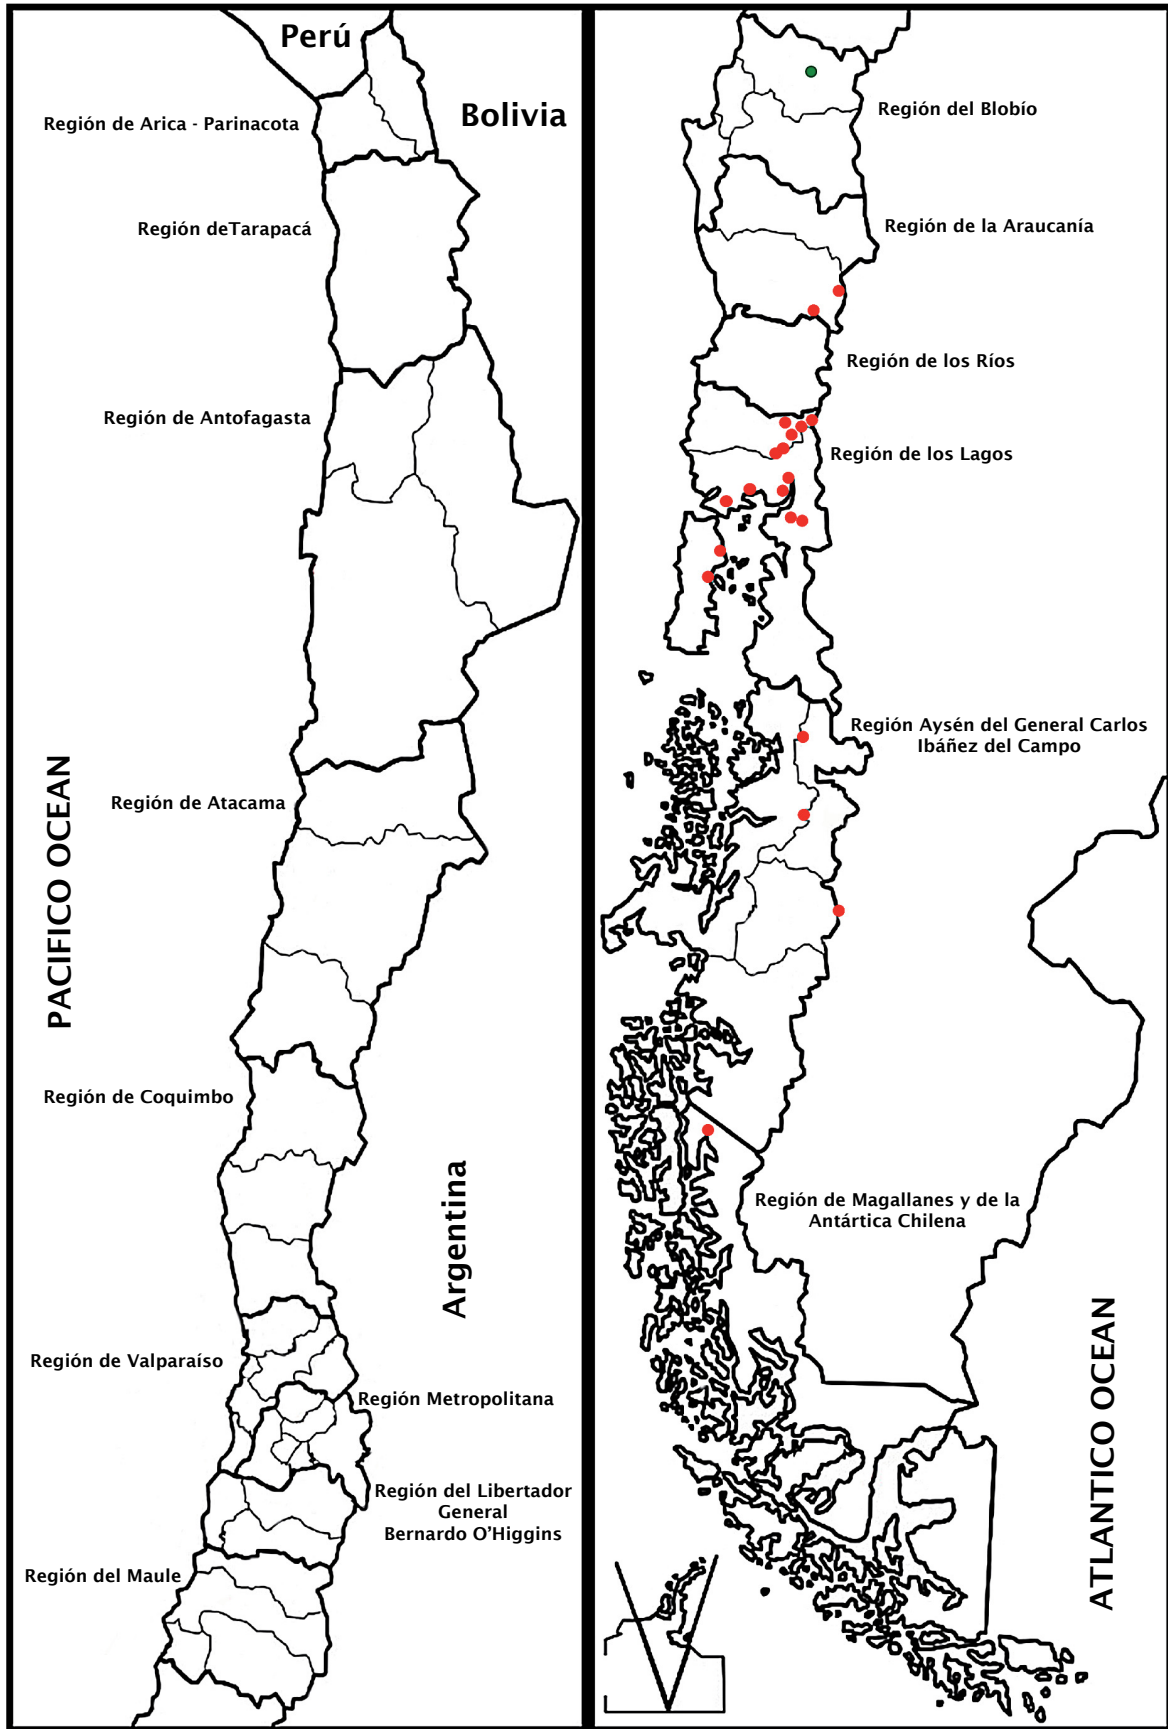 Perú
Bolivia
Región de Arica - Parinacota
Región deTarapacá
Región de Antofagasta
PACIFICO OCEAN
Región de Atacama
Región de Coquimbo
Argentina
Región de Valparaíso
Región Metropolitana
Región del Libertador
General
Bernardo O'Higgins
Región del Maule
Región del Blobío
Región de la Araucanía
Región de los Ríos
Región de los Lagos
Región Aysén del General Carlos
Ibáñez del Campo
Región de Magallanes y de la
Antártica Chilena
ATLANTICO OCEAN